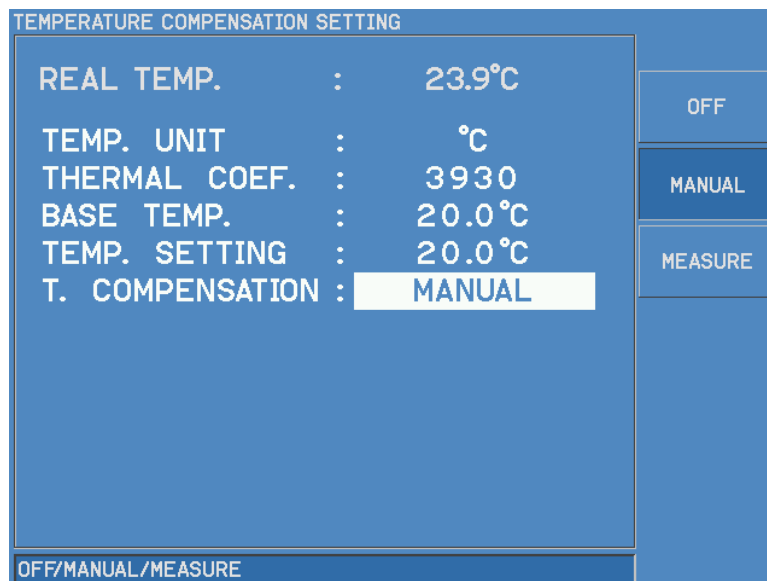 TEMPERATURE COMPENSATION SETTING
REAL TEMP. : 23.9°C
TEMP. UNIT : °C
THERMAL COEF. : 3930
BASE TEMP. : 20.0°C
TEMP. SETTING : 20.0°C
T. COMPENSATION : MANUAL
OFF
MANUAL
MEASURE
OFF/MANUAL/MEASURE